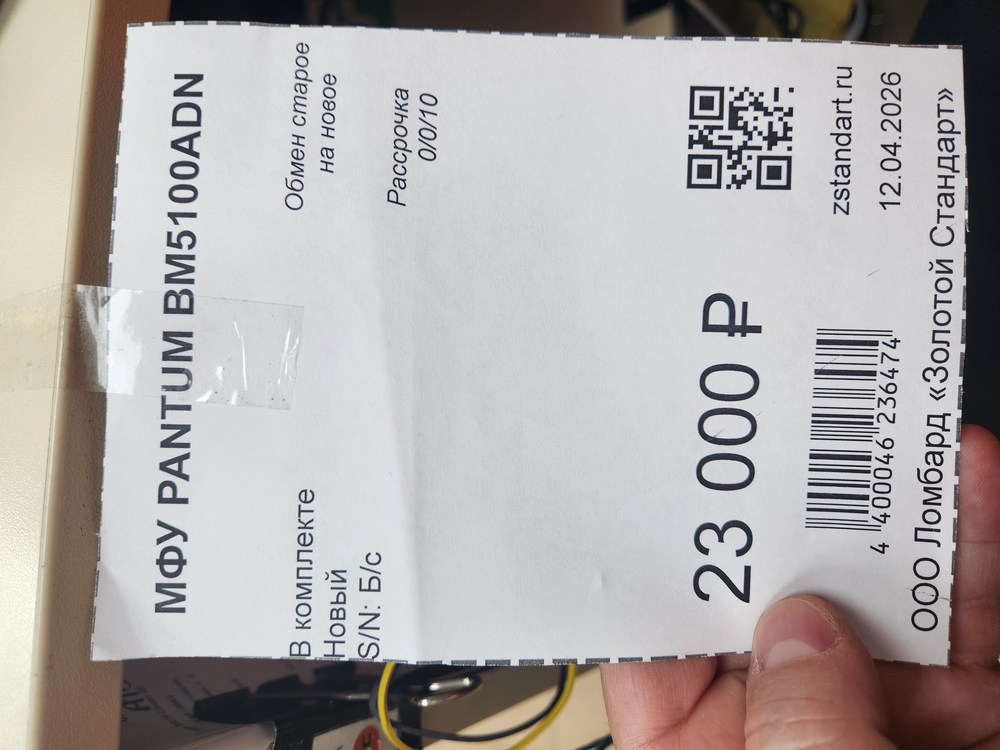 МФУ PANTUM BM5100ADN
В комплекте
Новый
S/N: Б/с
Обмен старое
на новое
Рассрочка
0/0/10
23 000 ₽
4 400046 236474
zstandart.ru
12.04.2026
ООО Ломбард «Золотой Стандарт»